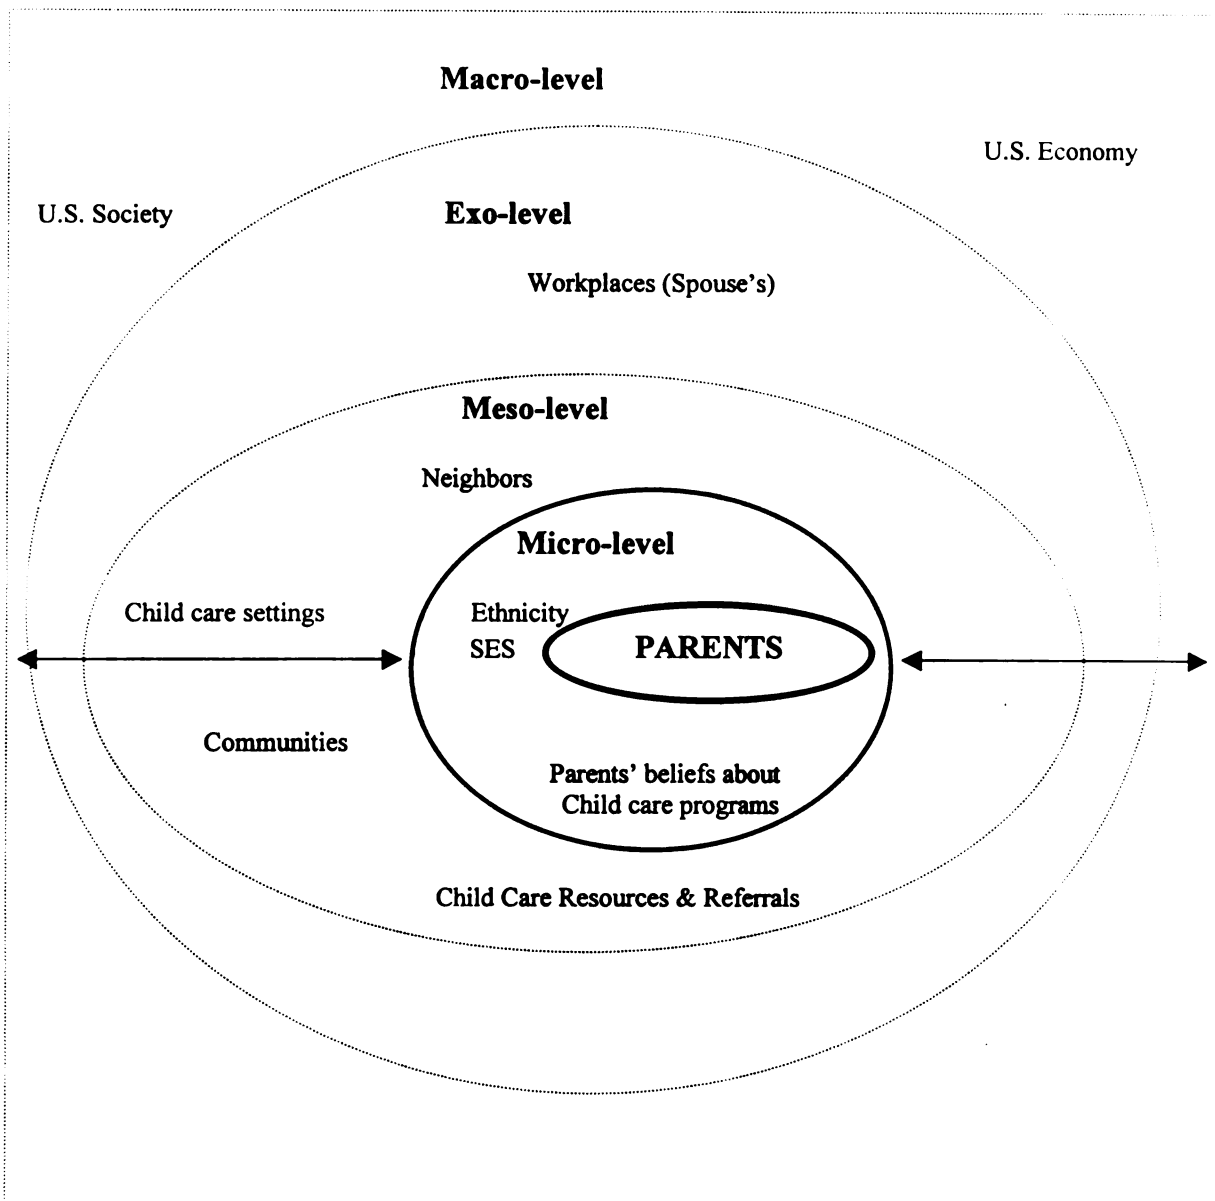 Macro-level
U.S. Economy
U.S. Society
Exo-level
Workplaces (Spouse's)
Meso-level
Neighbors
Micro-level
Child care settings
Ethnicity
SES
PARENTS
Communities
Parents' beliefs about
Child care programs
Child Care Resources & Referrals